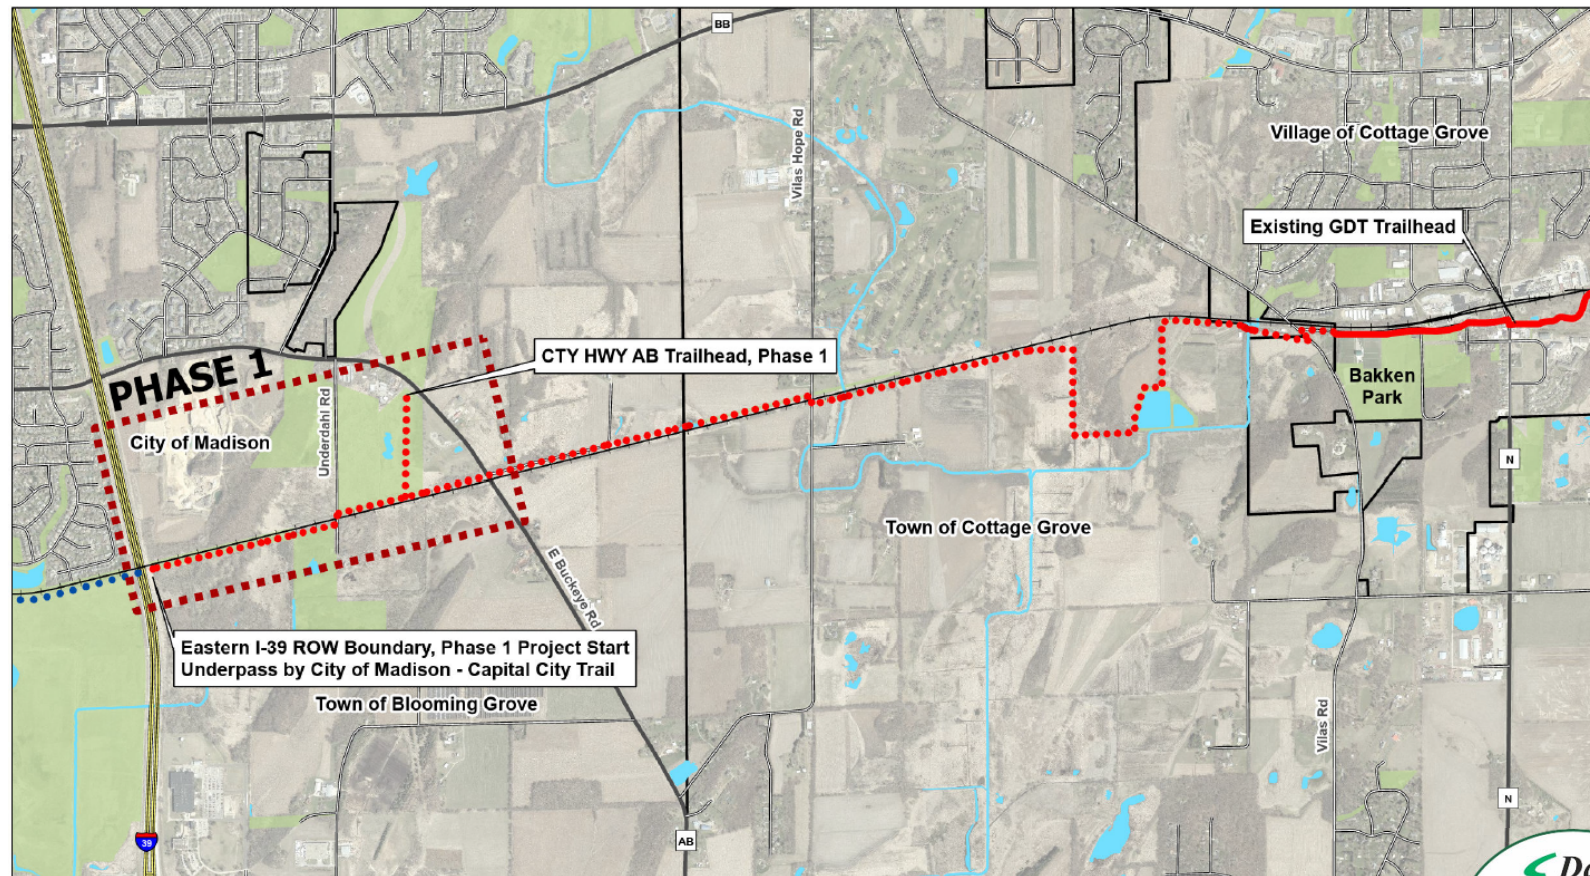 BB
Vilas Hope Rd
Village of Cottage Grove
Existing GDT Trailhead
PHASE 1
CTY HWY AB Trailhead, Phase 1
Bakken
Park
City of Madison
Underdahl Rd
N
Town of Cottage Grove
E Buckeye Rd
Eastern I-39 ROW Boundary, Phase 1 Project Start
Underpass by City of Madison - Capital City Trail
Town of Blooming Grove
Vilas Rd
N
39
AB